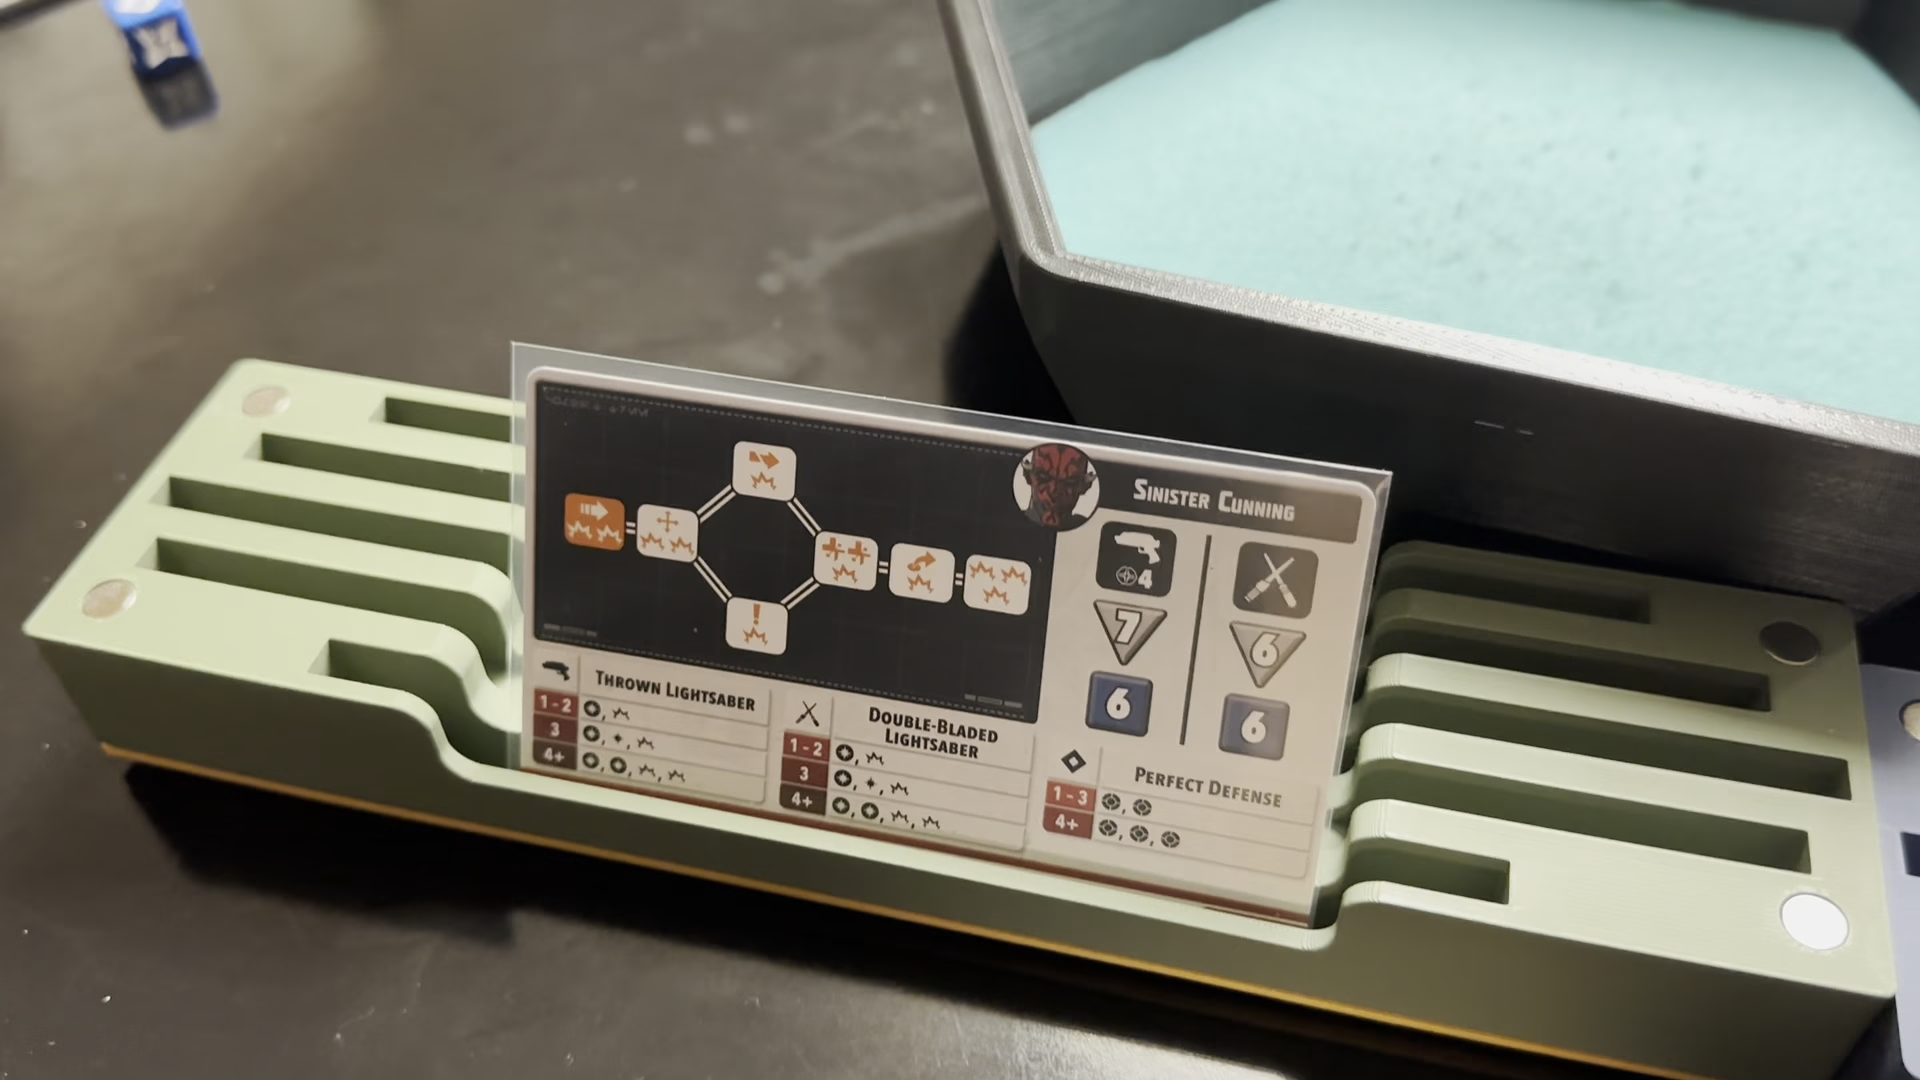 SINISTER CUNNING
4
7
6
6
6
THROWN LIGHTSABER
1 - 2
3
4+
DOUBLE-BLADED
LIGHTSABER
1 - 2
3
4+
PERFECT DEFENSE
1 - 3
4+